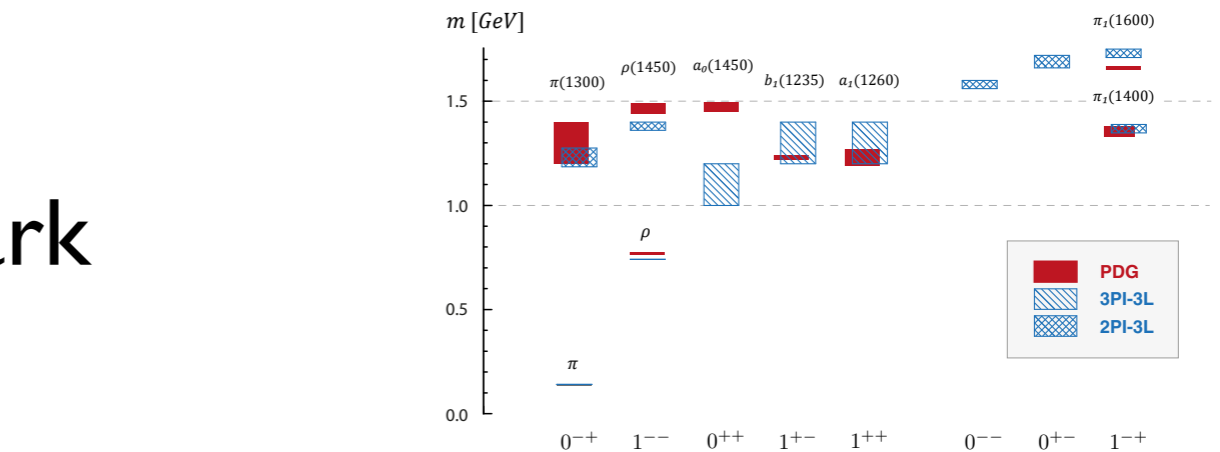 m [GeV]
π₁(1600)
ρ(1450) a₀(1450)
π(1300) b₁(1235) a₁(1260)
π₁(1400)
1.5
1.0
ρ
0.5
π
0.0
PDG
3PI-3L
2PI-3L
0⁻⁺ 1⁻⁻ 0⁺⁺ 1⁺⁻ 1⁺⁺ 0⁻⁻ 0⁺⁻ 1⁻⁺
rk